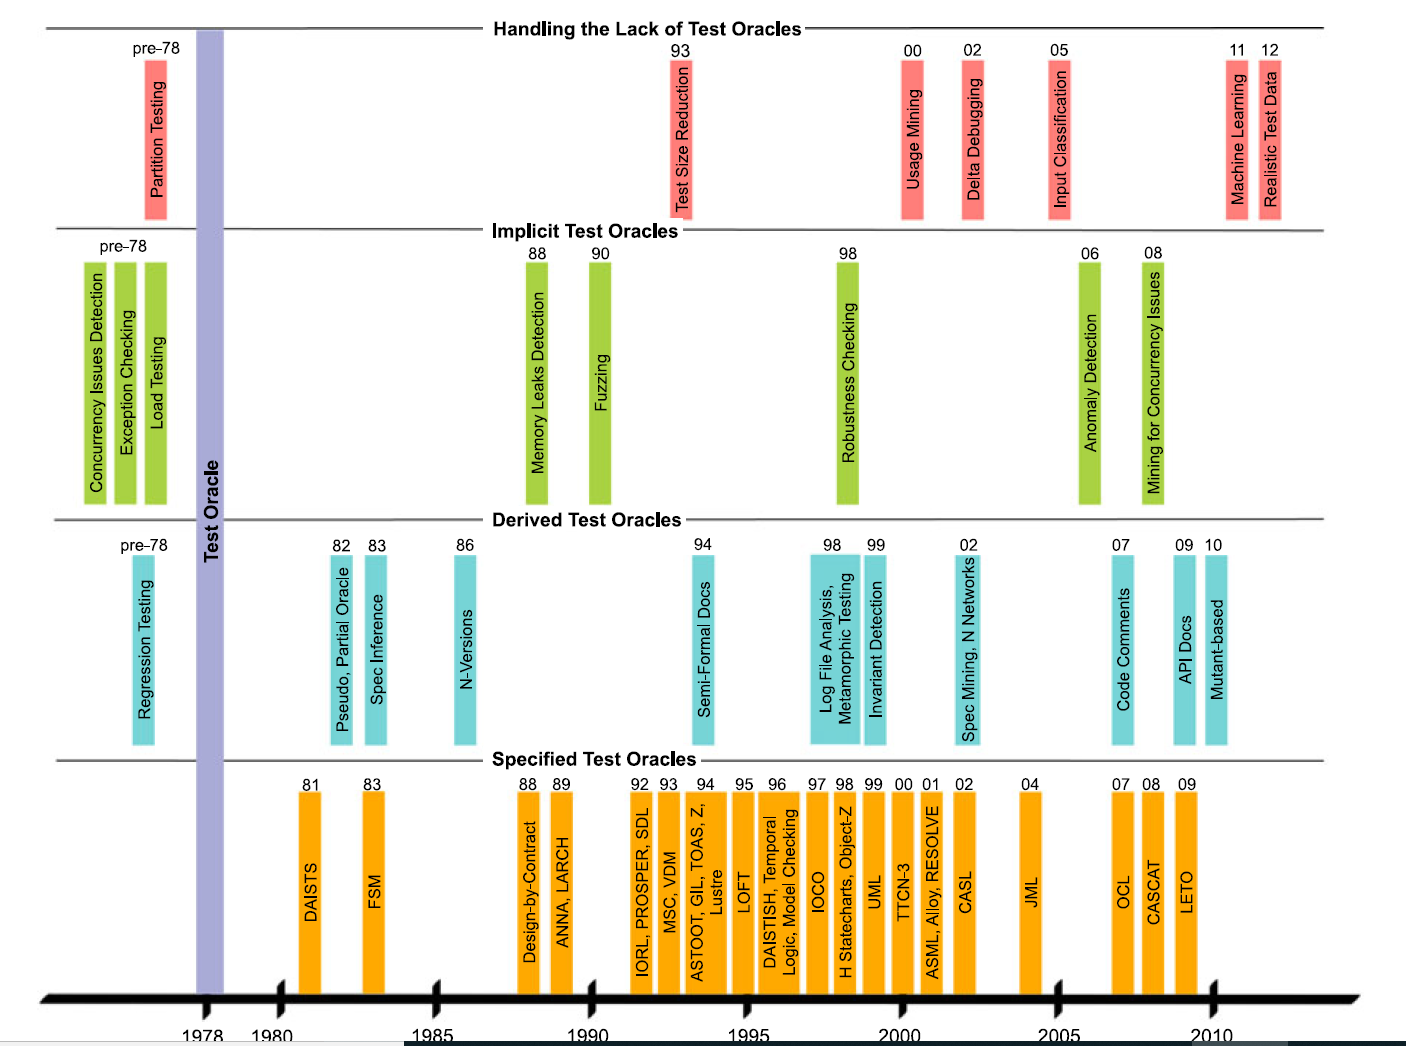 Handling the Lack of Test Oracles
pre-78
93
00
02
05
11
12
Partition Testing
Test Size Reduction
Usage Mining
Delta Debugging
Input Classification
Machine Learning
Realistic Test Data
Implicit Test Oracles
pre-78
88
90
98
06
08
Concurrency Issues Detection
Exception Checking
Load Testing
Memory Leaks Detection
Fuzzing
Robustness Checking
Anomaly Detection
Mining for Concurrency Issues
Test Oracle
Derived Test Oracles
pre-78
82
83
86
94
98
99
02
07
09
10
Regression Testing
Pseudo, Partial Oracle
Spec Inference
N-Versions
Semi-Formal Docs
Log File Analysis,
Metamorphic Testing
Invariant Detection
Spec Mining, N Networks
Code Comments
API Docs
Mutant-based
Specified Test Oracles
81
83
88
89
92
93
94
95
96
97
98
99
00
01
02
04
07
08
09
DAISTS
FSM
Design-by-Contract
ANNA, LARCH
IORL, PROSPER, SDL
MSC, VDM
ASTOOT, GIL, TOAS, Z,
Lustre
LOFT
DAISTISH, Temporal
Logic, Model Checking
IOCO
H Statecharts, Object-Z
UML
TTCN-3
ASML, Alloy, RESOLVE
CASL
JML
OCL
CASCAT
LETO
1978
1980
1985
1990
1995
2000
2005
2010